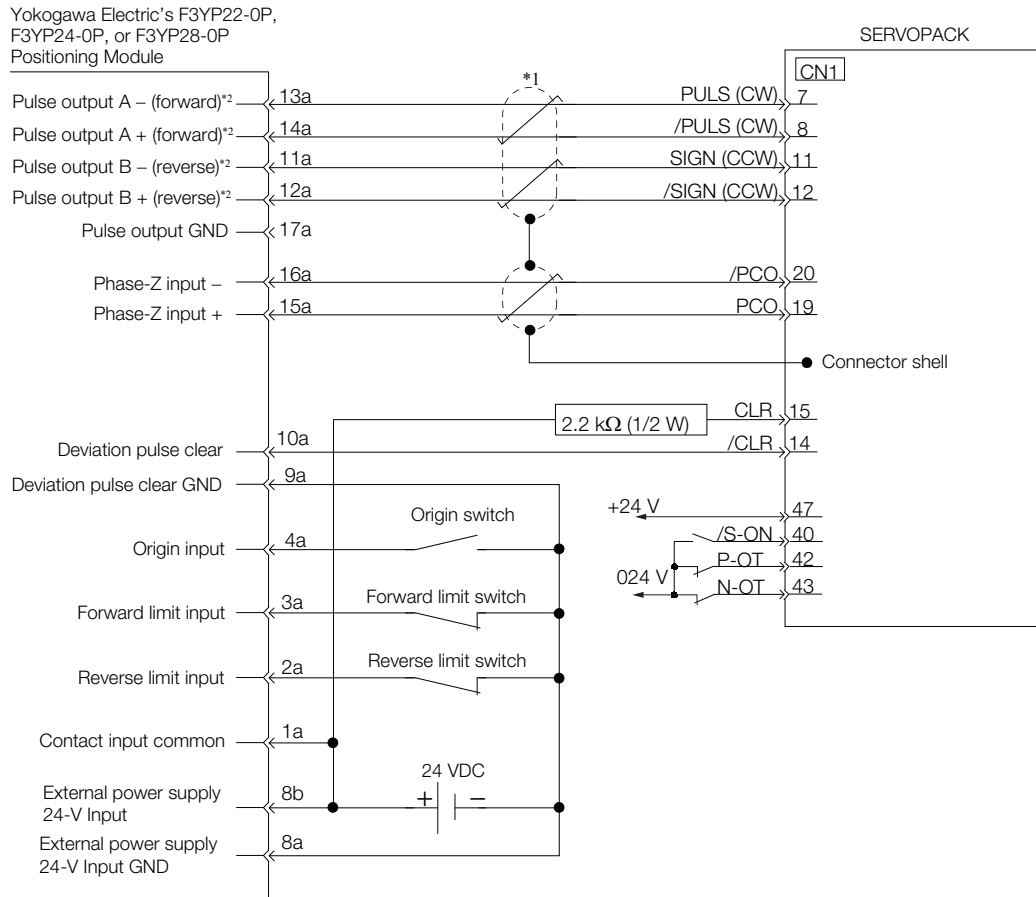 Yokogawa Electric's F3YP22-0P,
F3YP24-0P, or F3YP28-0P
Positioning Module
SERVOPACK
CN1
*1
Pulse output A – (forward)*2 13a PULS (CW) 7
Pulse output A + (forward)*2 14a /PULS (CW) 8
Pulse output B – (reverse)*2 11a SIGN (CCW) 11
Pulse output B + (reverse)*2 12a /SIGN (CCW) 12
Pulse output GND 17a
Phase-Z input – 16a /PCO 20
Phase-Z input + 15a PCO 19
Connector shell
2.2 kΩ (1/2 W) CLR 15
Deviation pulse clear 10a /CLR 14
Deviation pulse clear GND 9a
+24 V 47
Origin switch
/S-ON 40
Origin input 4a
P-OT 42
024 V N-OT 43
Forward limit switch
Forward limit input 3a
Reverse limit switch
Reverse limit input 2a
Contact input common 1a
24 VDC
External power supply
24-V Input
8b + –
External power supply
24-V Input GND
8a